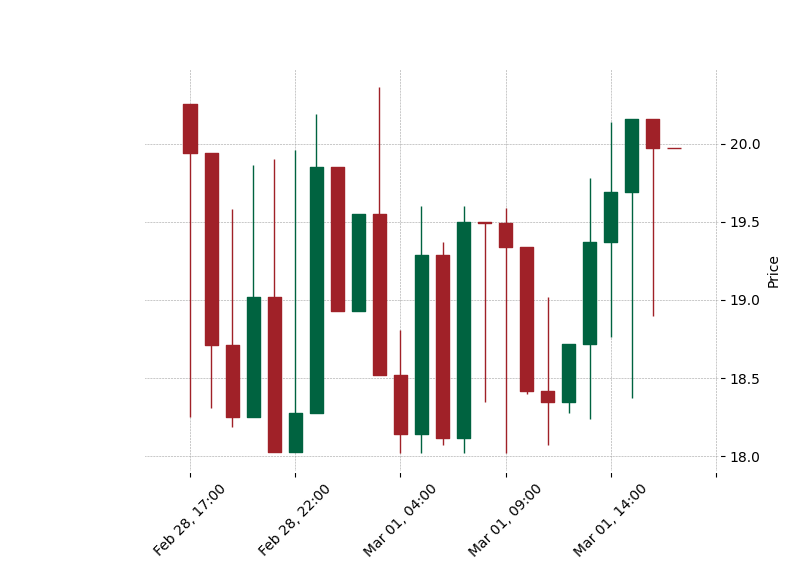 20.0
19.5
19.0
18.5
18.0
Price
Feb 28, 17:00
Feb 28, 22:00
Mar 01, 04:00
Mar 01, 09:00
Mar 01, 14:00